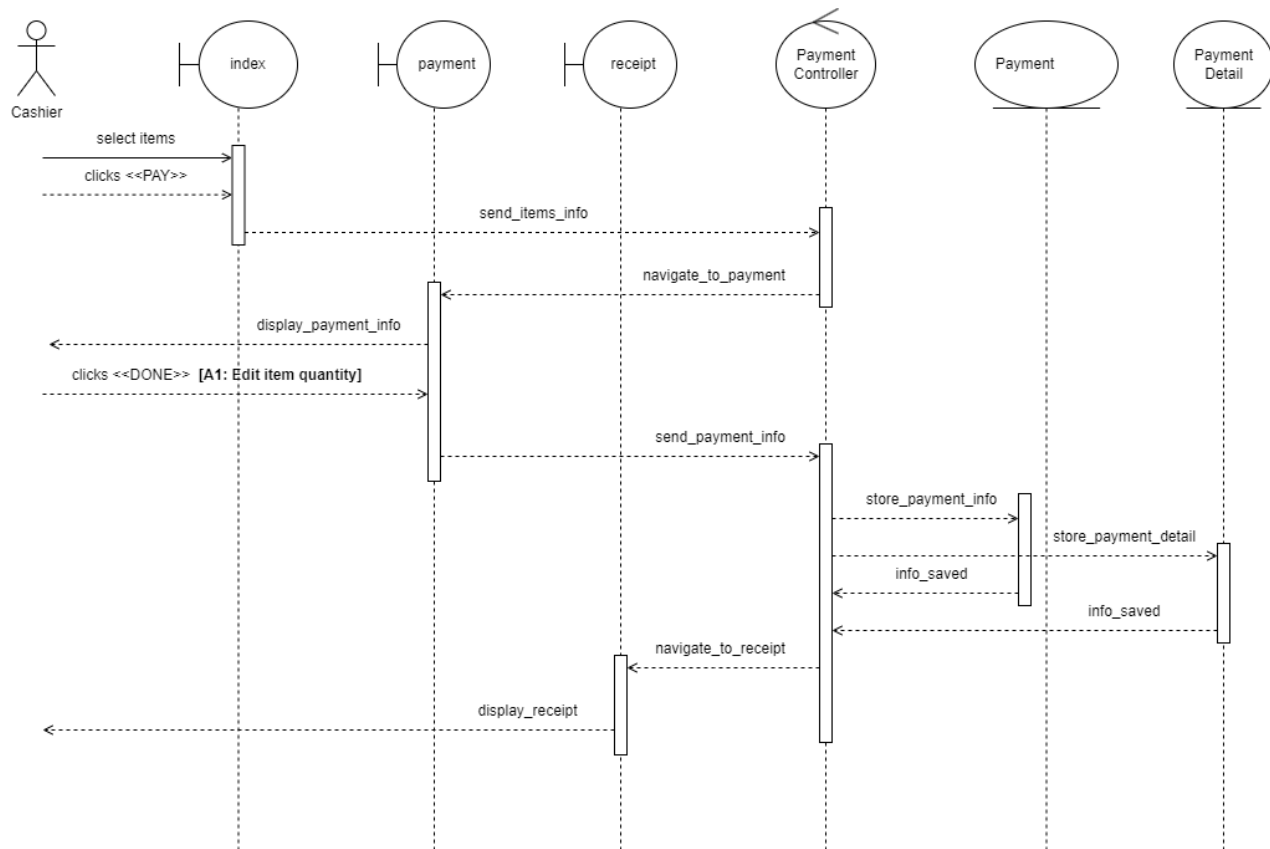 Cashier
index
payment
receipt
Payment
Controller
Payment
Payment
Detail
select items
clicks <<PAY>>
send_items_info
navigate_to_payment
display_payment_info
clicks <<DONE>> [A1: Edit item quantity]
send_payment_info
store_payment_info
store_payment_detail
info_saved
info_saved
navigate_to_receipt
display_receipt